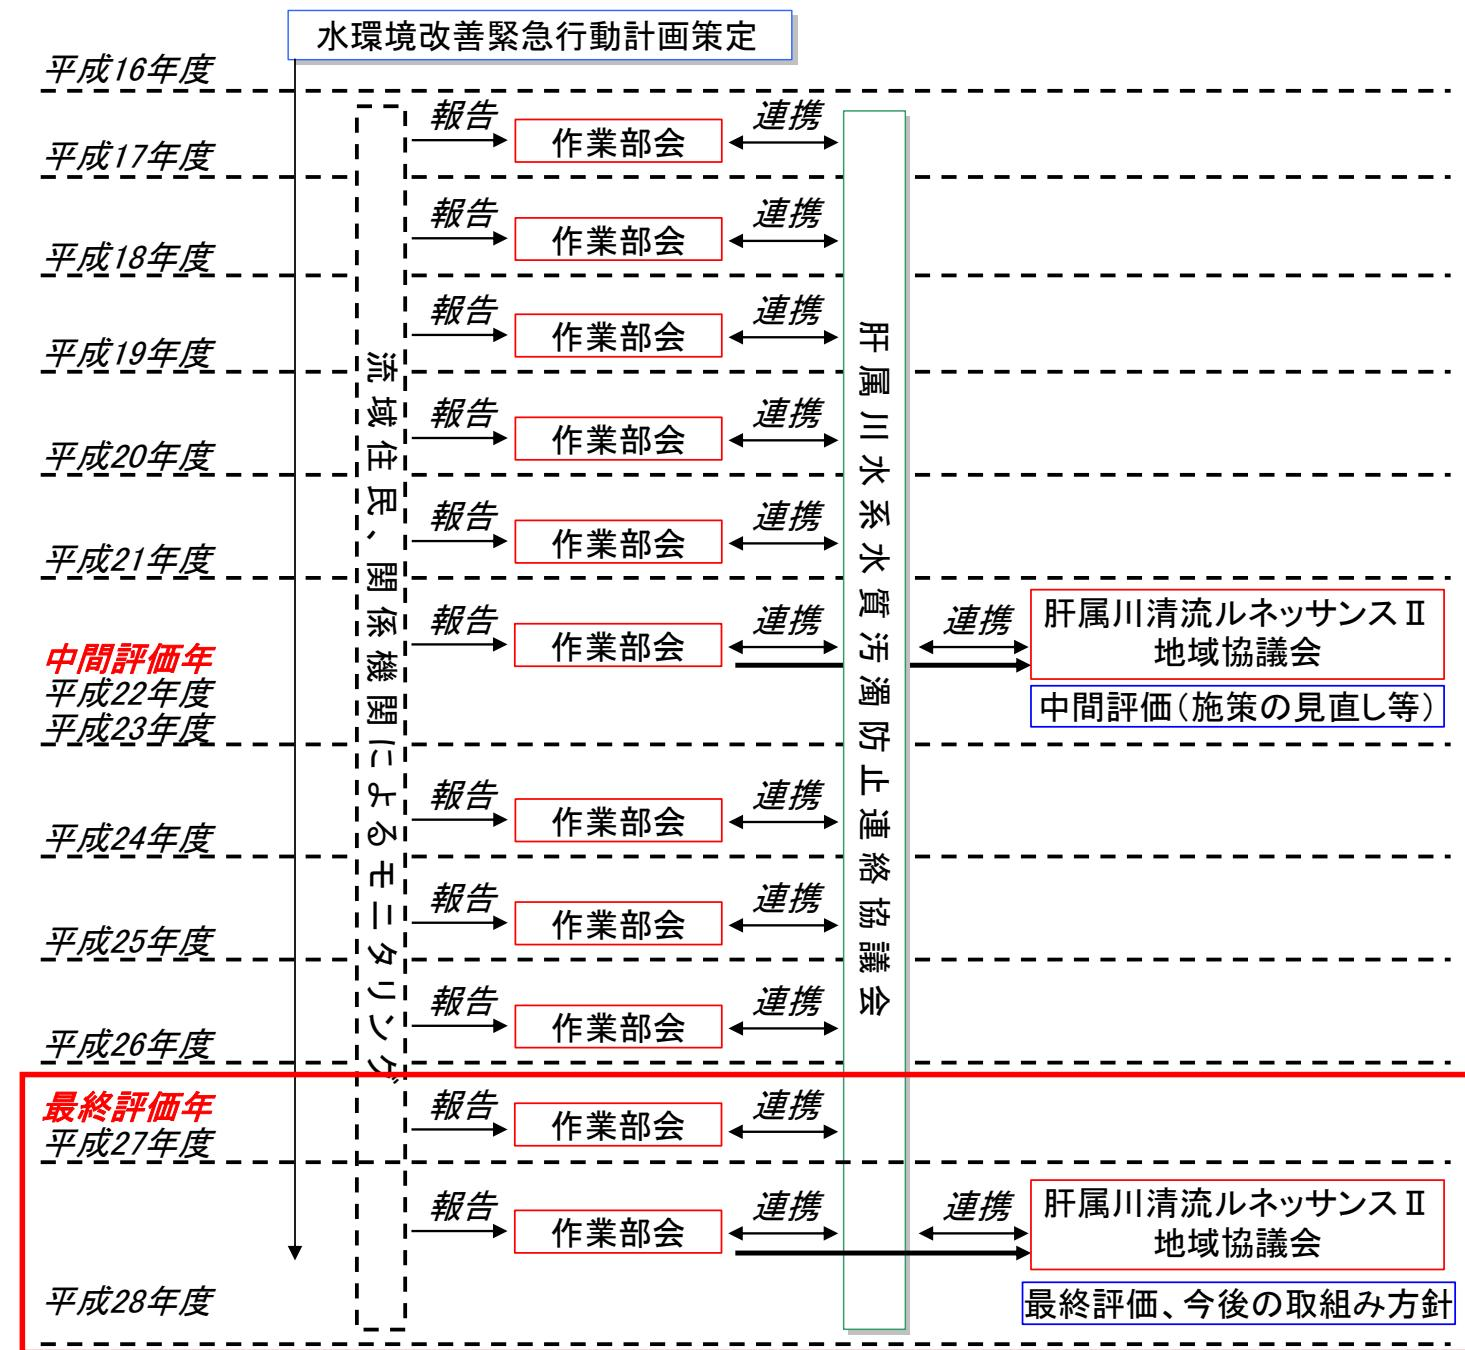 水環境改善緊急行動計画策定
平成16年度
報告
作業部会
連携
平成17年度
報告
作業部会
連携
平成18年度
報告
作業部会
連携
平成19年度
報告
作業部会
連携
平成20年度
報告
作業部会
連携
平成21年度
報告
作業部会
連携
連携
肝属川清流ルネッサンスⅡ
地域協議会
中間評価年
平成22年度
平成23年度
中間評価(施策の見直し等)
報告
作業部会
連携
平成24年度
報告
作業部会
連携
平成25年度
報告
作業部会
連携
平成26年度
最終評価年
平成27年度
報告
作業部会
連携
報告
作業部会
連携
連携
肝属川清流ルネッサンスⅡ
地域協議会
平成28年度
最終評価、今後の取組み方針
流域住民、関係機関によるモニタリング
肝属川水系水質汚濁防止連絡協議会